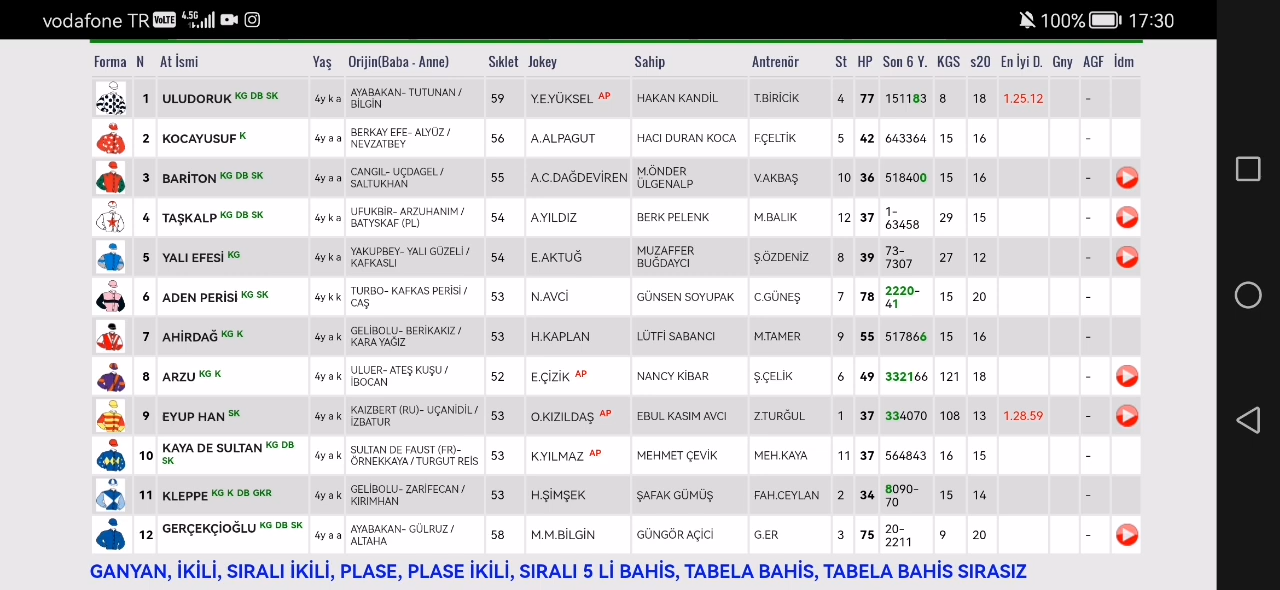 vodafone TR VoLTE 4.5G 100% 17:30
Forma N At İsmi Yaş Orijin(Baba - Anne) Sıklet Jokey Sahip Antrenör St HP Son 6 Y. KGS s20 En İyi D. Gny AGF İdm
1 ULUDORUK KG DB SK 4y k a AYABAKAN- TUTUNAN / BİLGİN 59 Y.E.YÜKSEL AP HAKAN KANDİL T.BİRİCİK 4 77 151183 8 18 1.25.12 -
2 KOCAYUSUF K 4y a a BERKAY EFE- ALYÜZ / NEVZATBEY 56 A.ALPAGUT HACI DURAN KOCA F.ÇELTİK 5 42 643364 15 16 -
3 BARİTON KG DB SK 4y a a CANGIL- UÇDAGEL / SALTUKHAN 55 A.C.DAĞDEVİREN M.ÖNDER ÜLGENALP V.AKBAŞ 10 36 518400 15 16 -
4 TAŞKALP KG DB SK 4y k a UFUKBİR- ARZUHANIM / BATYSKAF (PL) 54 A.YILDIZ BERK PELENK M.BALIK 12 37 1-63458 29 15 -
5 YALI EFESİ KG 4y k a YAKUPBEY- YALI GÜZELİ / KAFKASLI 54 E.AKTUĞ MUZAFFER BUĞDAYCI Ş.ÖZDENİZ 8 39 73-7307 27 12 -
6 ADEN PERİSİ KG SK 4y k k TURBO- KAFKAS PERİSİ / CAŞ 53 N.AVCİ GÜNSEN SOYUPAK C.GÜNEŞ 7 78 2220-41 15 20 -
7 AHİRDAĞ KG K 4y a k GELİBOLU- BERİKAKIZ / KARA YAĞIZ 53 H.KAPLAN LÜTFİ SABANCI M.TAMER 9 55 517866 15 16 -
8 ARZU KG K 4y a k ULUER- ATEŞ KUŞU / İBOCAN 52 E.ÇİZİK AP NANCY KİBAR Ş.ÇELİK 6 49 332166 121 18 -
9 EYUP HAN SK 4y a k KAIZBERT (RU)- UÇANİDİL / İZBATUR 53 O.KIZILDAŞ AP EBUL KASIM AVCI Z.TURĞUL 1 37 334070 108 13 1.28.59 -
10 KAYA DE SULTAN KG DB SK 4y a k SULTAN DE FAUST (FR)- ÖRNEKKAYA / TURGUT REİS 53 K.YILMAZ AP MEHMET ÇEVİK MEH.KAYA 11 37 564843 16 15 -
11 KLEPPE KG K DB GKR 4y a k GELİBOLU- ZARİFECAN / KIRIMHAN 53 H.ŞİMŞEK ŞAFAK GÜMÜŞ FAH.CEYLAN 2 34 8090-70 15 14 -
12 GERÇEKÇİOĞLU KG DB SK 4y a a AYABAKAN- GÜLRUZ / ALTAHA 58 M.M.BİLGİN GÜNGÖR AÇİCİ G.ER 3 75 20-2211 9 20 -
GANYAN, İKİLİ, SIRALI İKİLİ, PLASE, PLASE İKİLİ, SIRALI 5 Lİ BAHİS, TABELA BAHİS, TABELA BAHİS SIRASIZ